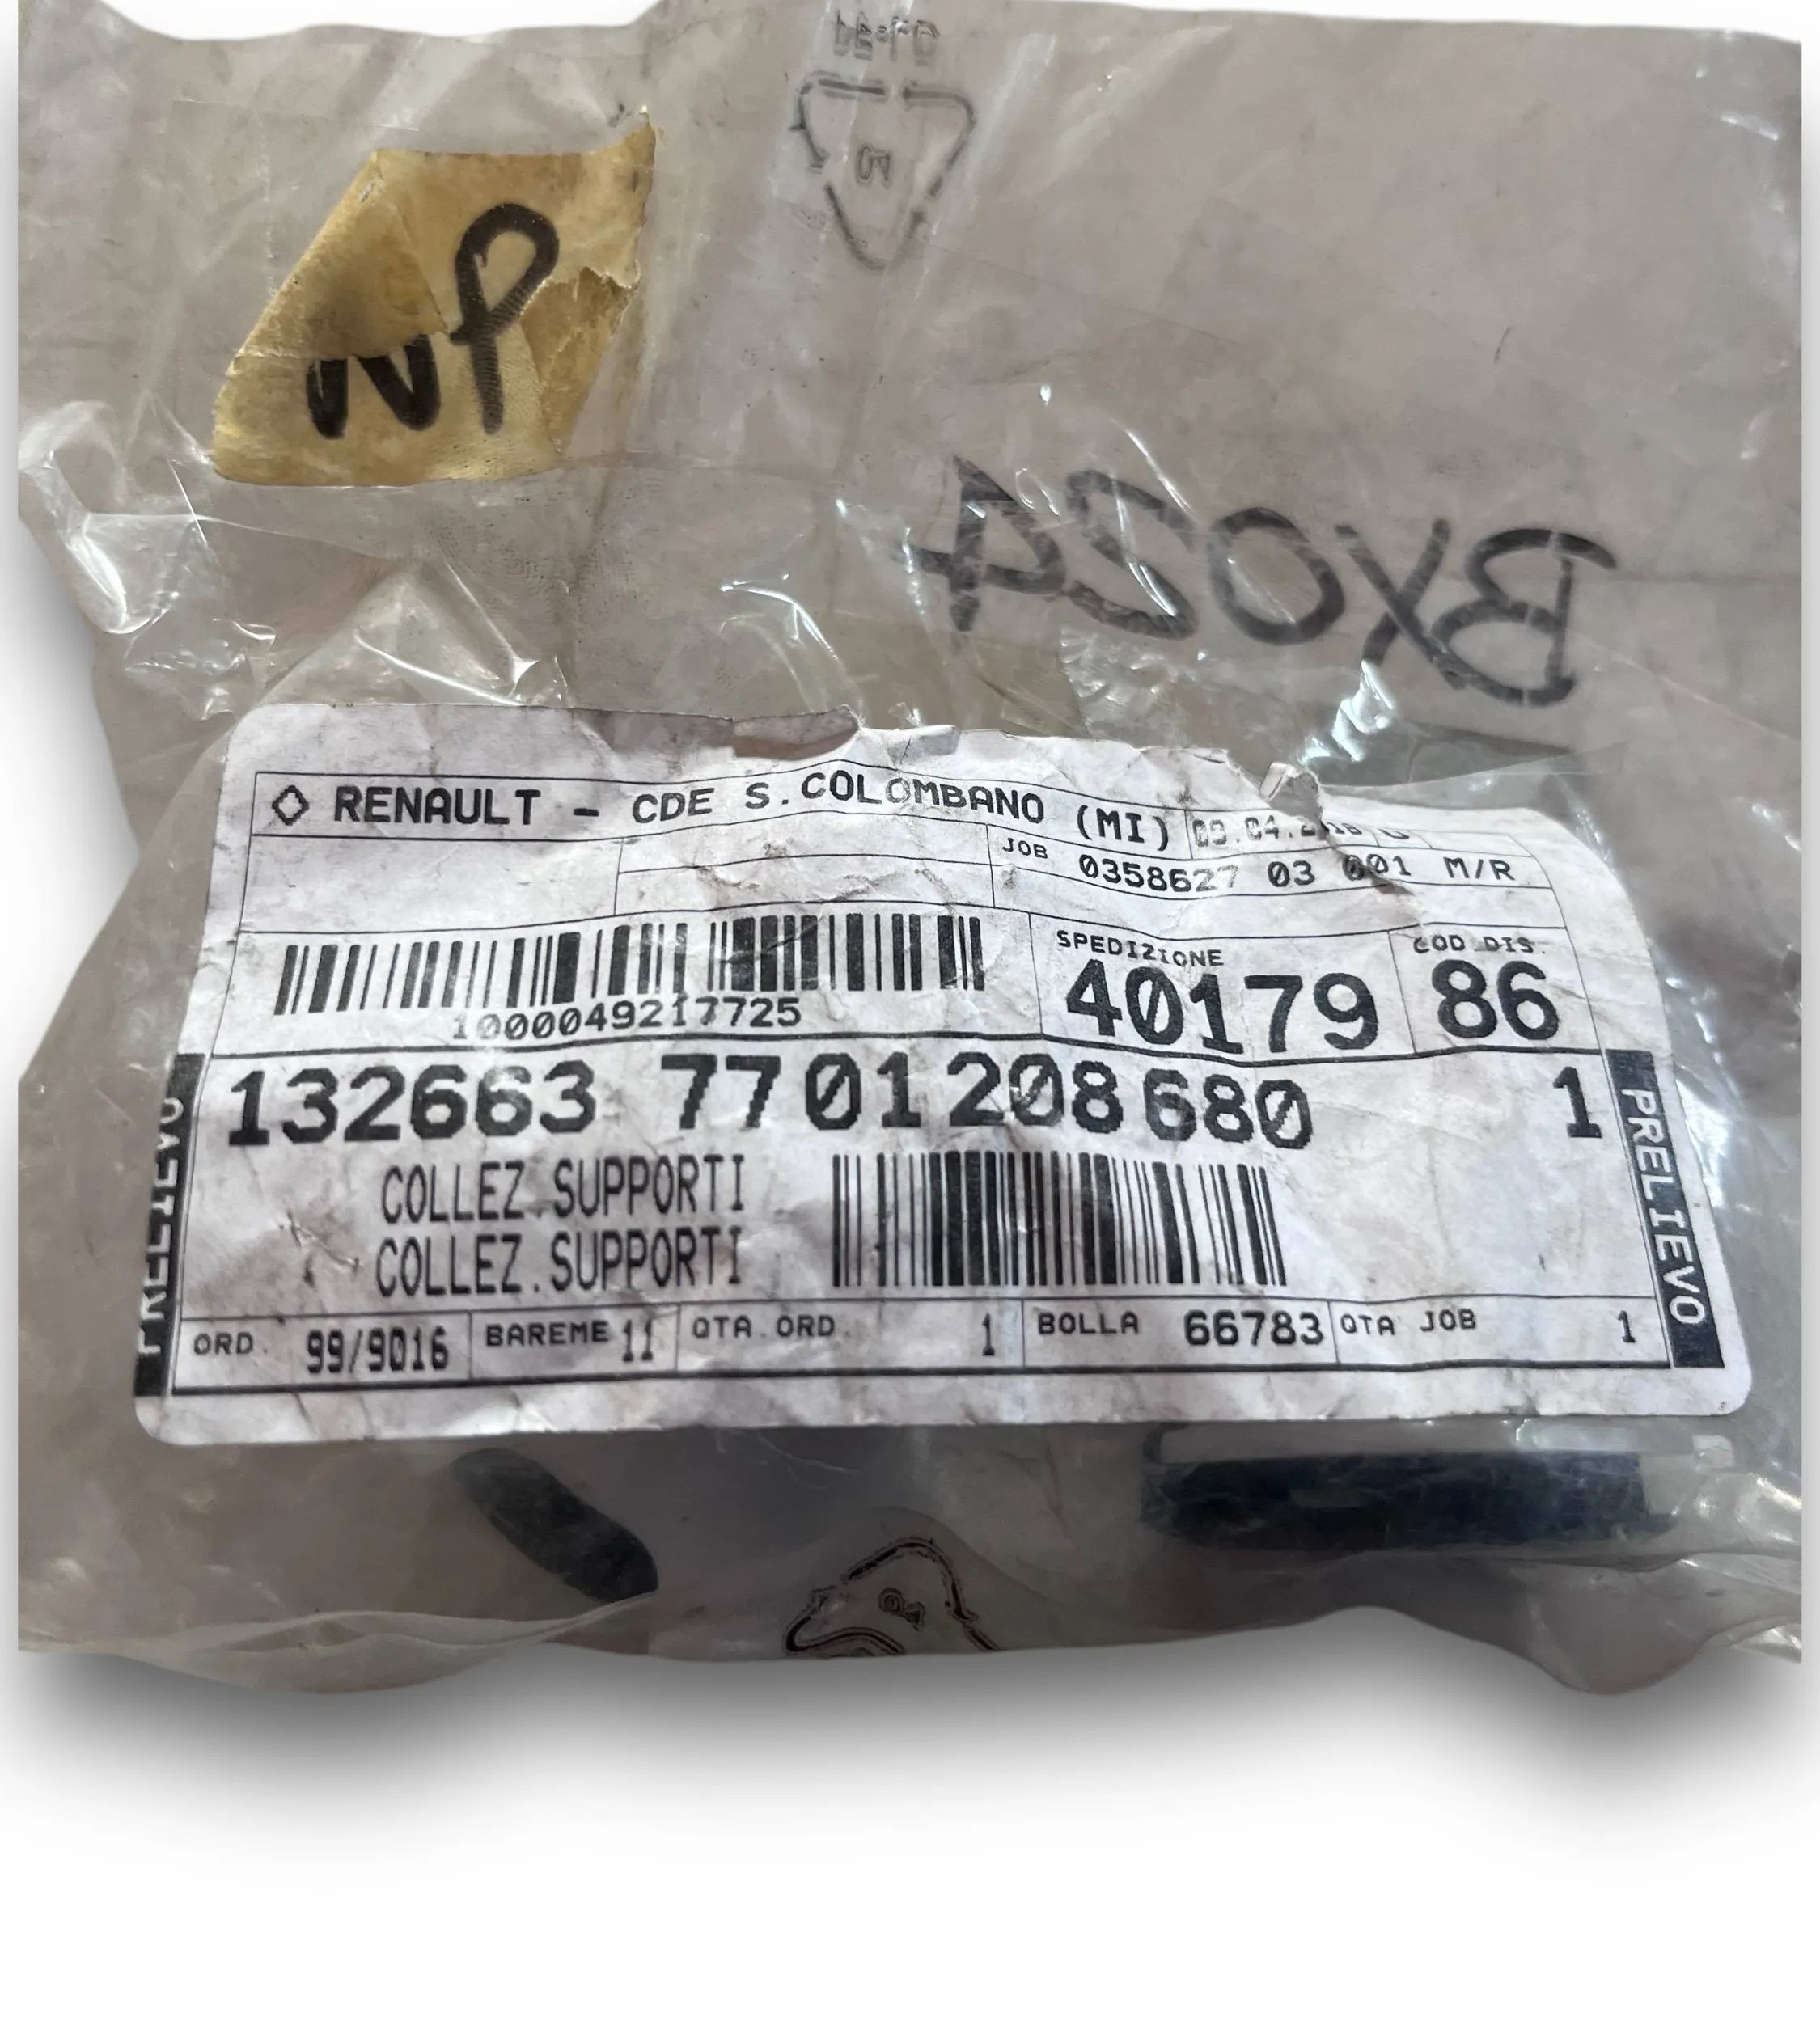 WP
BX024
RENAULT - CDE S.COLOMBANO (MI)
JOB 0358627 03 001 M/R
1000049217725
SPEDIZIONE
40179
COD DIS.
86
132663 7701208680 1
COLLEZ.SUPPORTI
COLLEZ.SUPPORTI
PRELIEVO
PRELIEVO
ORD. 99/9016 BAREME 11 QTA ORD. 1 BOLLA 66783 QTA JOB 1